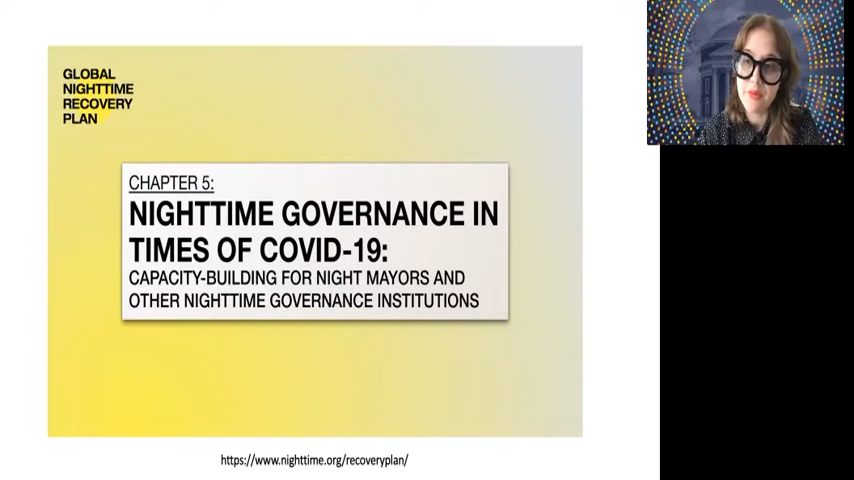 GLOBAL
NIGHTTIME
RECOVERY
PLAN
CHAPTER 5:
NIGHTTIME GOVERNANCE IN
TIMES OF COVID-19:
CAPACITY-BUILDING FOR NIGHT MAYORS AND
OTHER NIGHTTIME GOVERNANCE INSTITUTIONS
https://www.nighttime.org/recoveryplan/